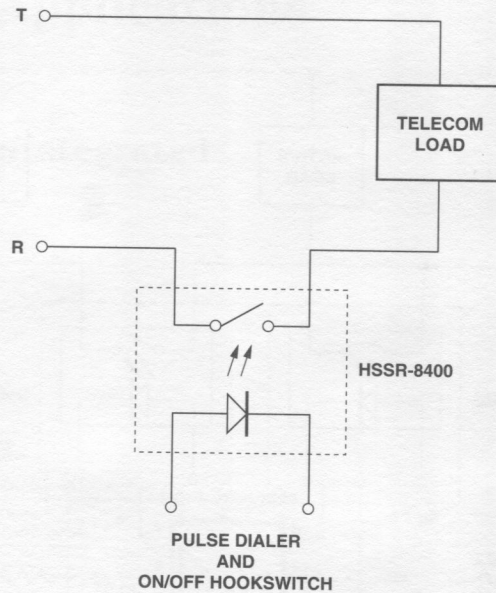 T
TELECOM
LOAD
R
HSSR-8400
PULSE DIALER
AND
ON/OFF HOOKSWITCH